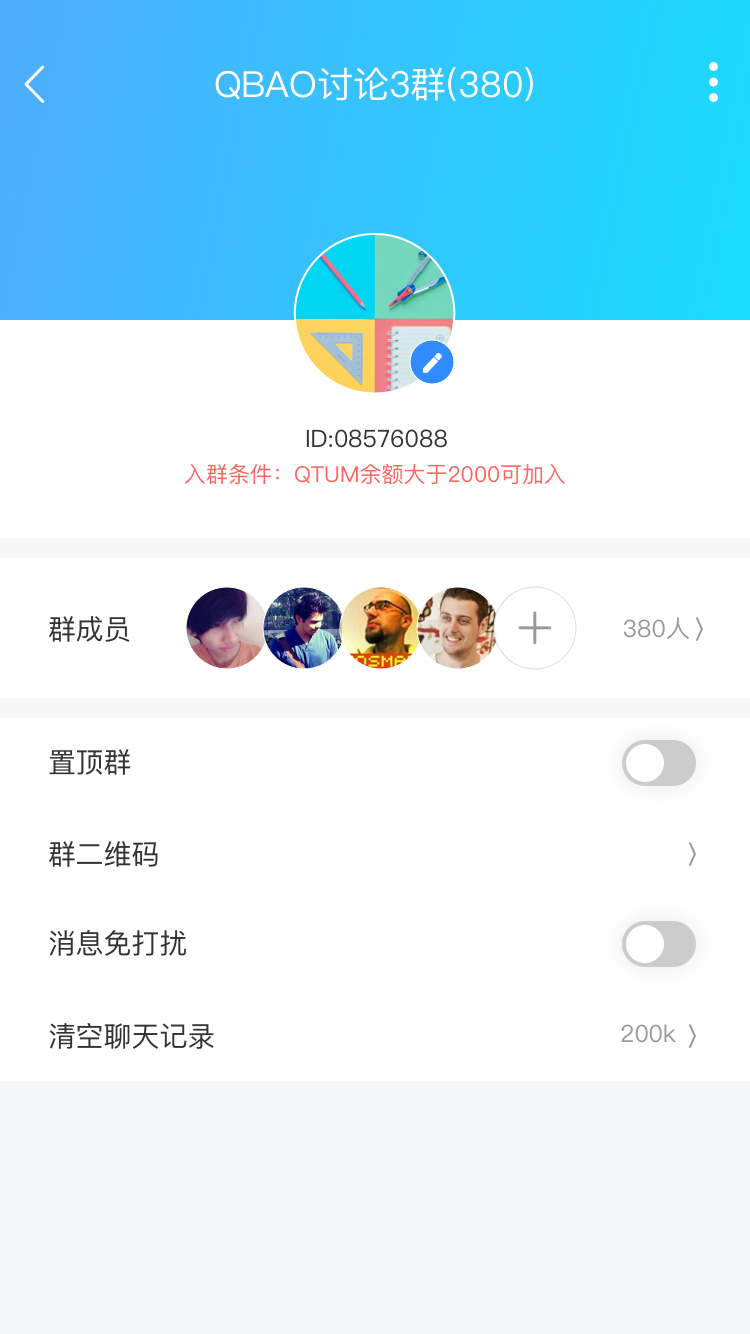 QBAO讨论3群(380)
ID:08576088
入群条件：QTUM余额大于2000可加入
群成员
OSMA
380人
置顶群
群二维码
消息免打扰
清空聊天记录
200k